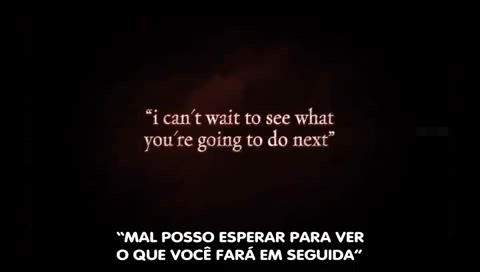 “i can't wait to see what
you're going to do next”
“MAL POSSO ESPERAR PARA VER
O QUE VOCÊ FARÁ EM SEGUIDA”